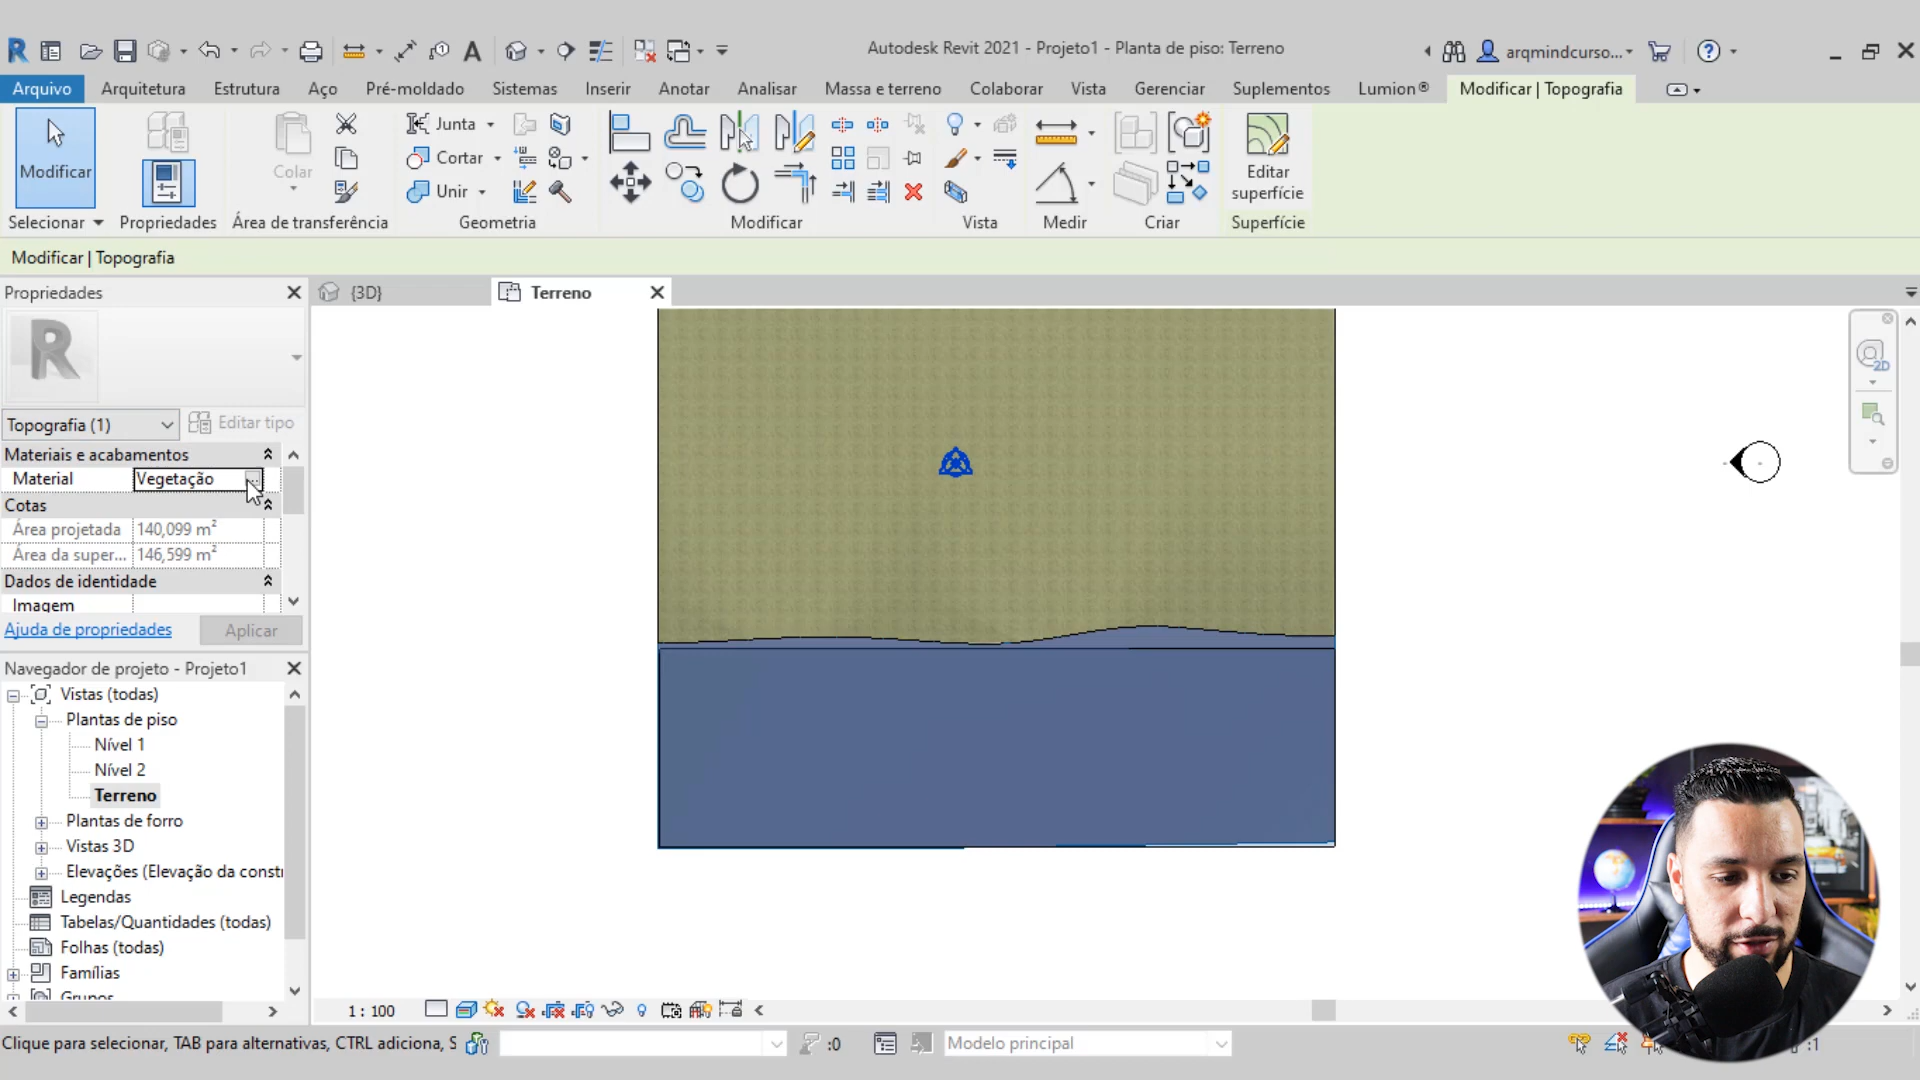 Autodesk Revit 2021 - Projeto1 - Planta de piso: Terreno
arqmindcurso...
Arquivo Arquitetura Estrutura Aço Pré-moldado Sistemas Inserir Anotar Analisar Massa e terreno Colaborar Vista Gerenciar Suplementos Lumion® Modificar | Topografia
Modificar
Colar
Junta
Cortar
Unir
Editar superfície
Selecionar Propriedades Área de transferência Geometria Modificar Vista Medir Criar Superfície
Modificar | Topografia
Propriedades
{3D}
Terreno
R
Topografia (1)
Editar tipo
Materiais e acabamentos
Material Vegetação
Cotas
Área projetada 140,099 m²
Área da super... 146,599 m²
Dados de identidade
Imagem
Ajuda de propriedades
Aplicar
Navegador de projeto - Projeto1
Vistas (todas)
Plantas de piso
Nível 1
Nível 2
Terreno
Plantas de forro
Vistas 3D
Elevações (Elevação da constr
Legendas
Tabelas/Quantidades (todas)
Folhas (todas)
Famílias
Grupos
2D
1 : 100
Clique para selecionar, TAB para alternativas, CTRL adiciona, S
:0
Modelo principal
:1